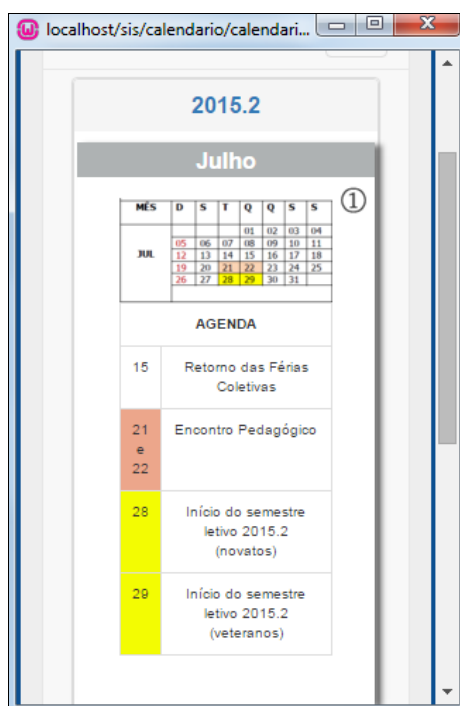 localhost/sis/calendario/calendari...
2015.2
Julho
①
MÊS D S T Q Q S S
01 02 03 04
05 06 07 08 09 10 11
JUL 12 13 14 15 16 17 18
19 20 21 22 23 24 25
26 27 28 29 30 31
AGENDA
15 Retorno das Férias
Coletivas
21 Encontro Pedagógico
e
22
28 Início do semestre
letivo 2015.2
(novatos)
29 Início do semestre
letivo 2015.2
(veteranos)